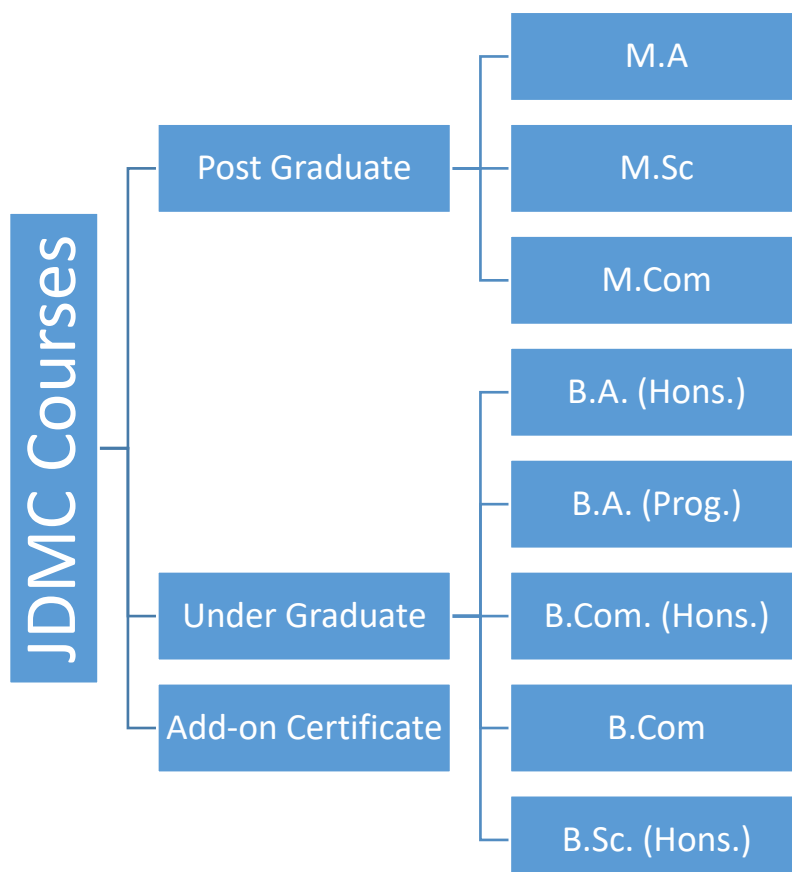 JDMC Courses
Post Graduate
M.A
M.Sc
M.Com
Under Graduate
B.A. (Hons.)
B.A. (Prog.)
B.Com. (Hons.)
B.Com
B.Sc. (Hons.)
Add-on Certificate